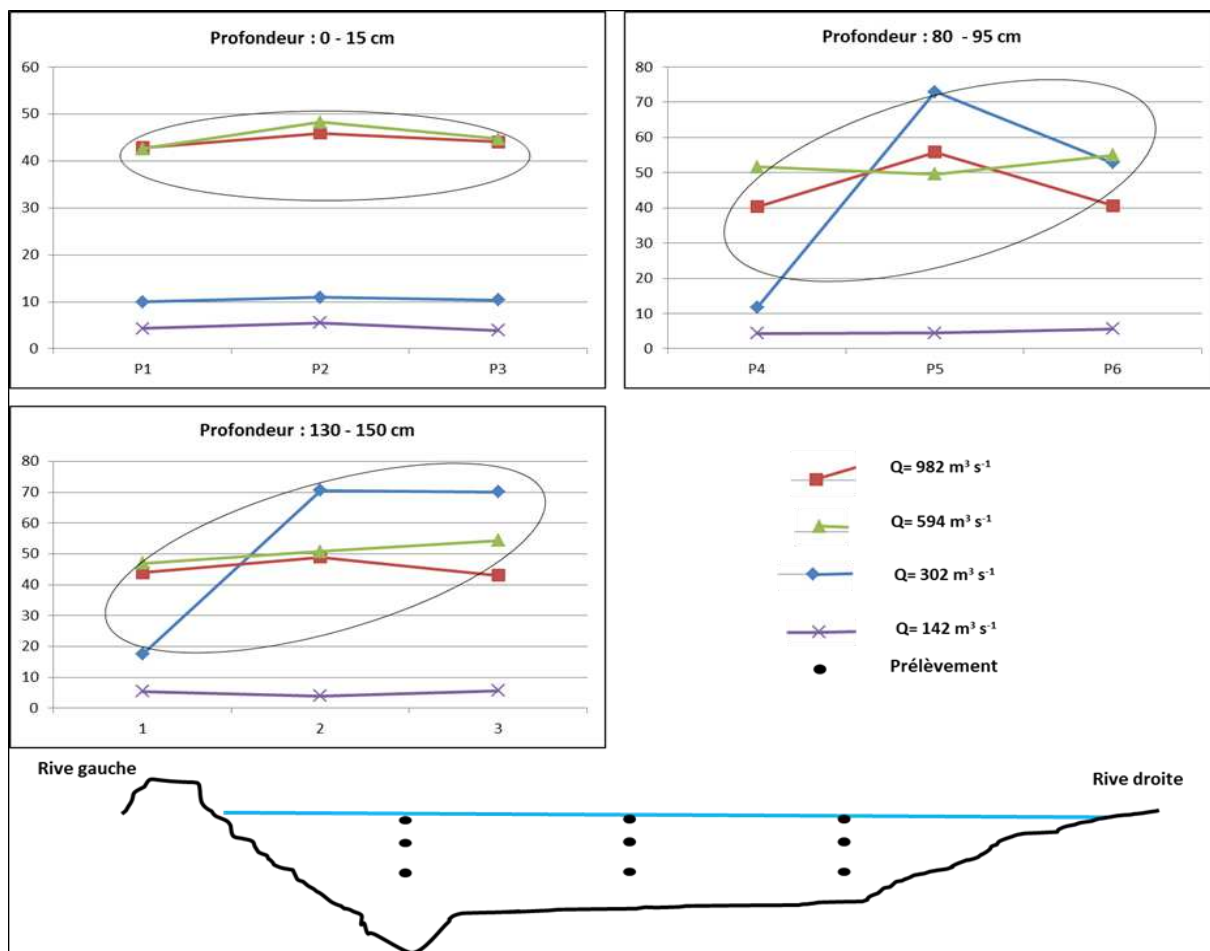 Profondeur : 0 - 15 cm
60
50
40
30
20
10
0
P1 P2 P3
Profondeur : 80 - 95 cm
80
70
60
50
40
30
20
10
0
P4 P5 P6
Profondeur : 130 - 150 cm
80
70
60
50
40
30
20
10
0
1 2 3
Q= 982 m³ s⁻¹
Q= 594 m³ s⁻¹
Q= 302 m³ s⁻¹
Q= 142 m³ s⁻¹
Prélèvement
Rive gauche
Rive droite